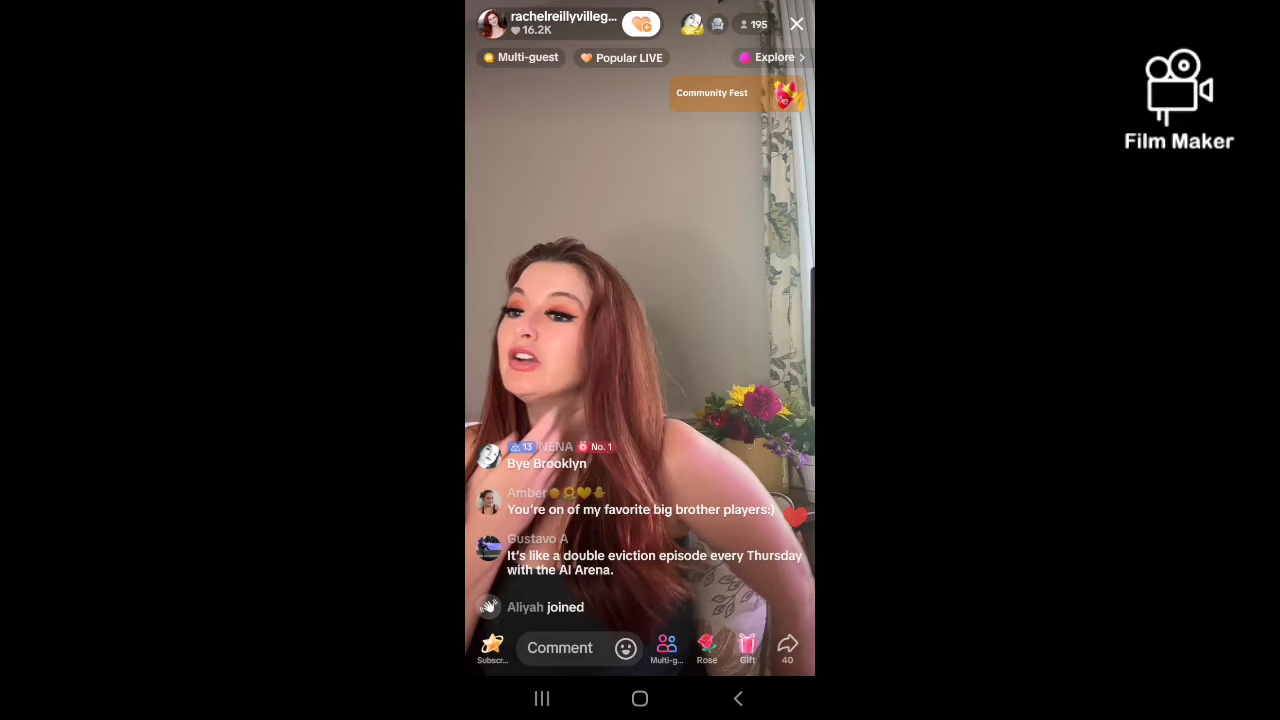 rachelreillyvilleg...
16.2K
195
Multi-guest
Popular LIVE
Explore >
Community Fest
Film Maker
13 NENA No. 1
Bye Brooklyn
Amber
You're on of my favorite big brother players:)
Gustavo A
It's like a double eviction episode every Thursday
with the AI Arena.
Aliyah joined
Comment
Subscr...
Multi-g...
Rose
Gift
40